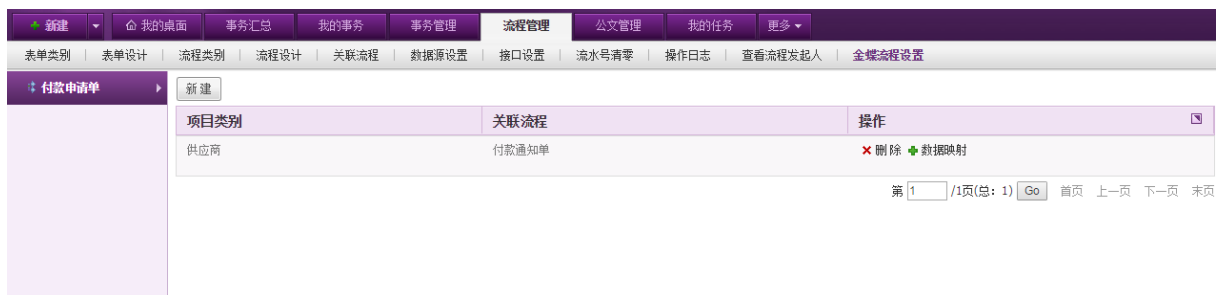 新建 我的桌面 事务汇总 我的事务 事务管理 流程管理 公文管理 我的任务 更多
表单类别 | 表单设计 | 流程类别 | 流程设计 | 关联流程 | 数据源设置 | 接口设置 | 流水号清零 | 操作日志 | 查看流程发起人 | 金蝶流程设置
付款申请单 新 建
项目类别 关联流程 操作
供应商 付款通知单 删 除 数据映射
第 1 /1页(总: 1) Go 首页 上一页 下一页 末页